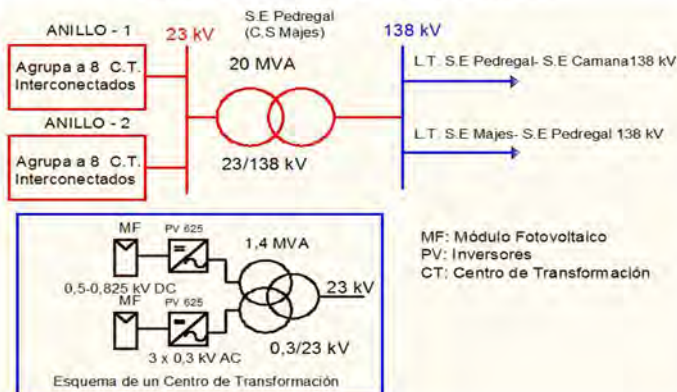 S.E Pedregal
(C.S Majes)
ANILLO - 1
23 kV
138 kV
Agrupa a 8 C.T.
Interconectados
20 MVA
L.T. S.E Pedregal- S.E Camana138 kV
ANILLO - 2
Agrupa a 8 C.T.
Interconectados
23/138 kV
L.T. S.E Majes- S.E Pedregal 138 kV
MF
PV 625
1,4 MVA
0,5-0,825 kV DC
23 kV
MF
PV 625
3 x 0,3 kV AC
0,3/23 kV
Esquema de un Centro de Transformación
MF: Módulo Fotovoltaico
PV: Inversores
CT: Centro de Transformación